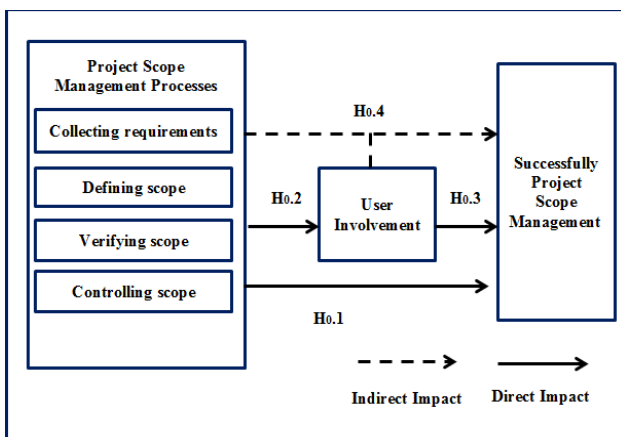 Project Scope
Management Processes
Collecting requirements
Defining scope
Verifying scope
Controlling scope
H0.4
H0.2
User
Involvement
H0.3
H0.1
Successfully
Project
Scope
Management
Indirect Impact
Direct Impact